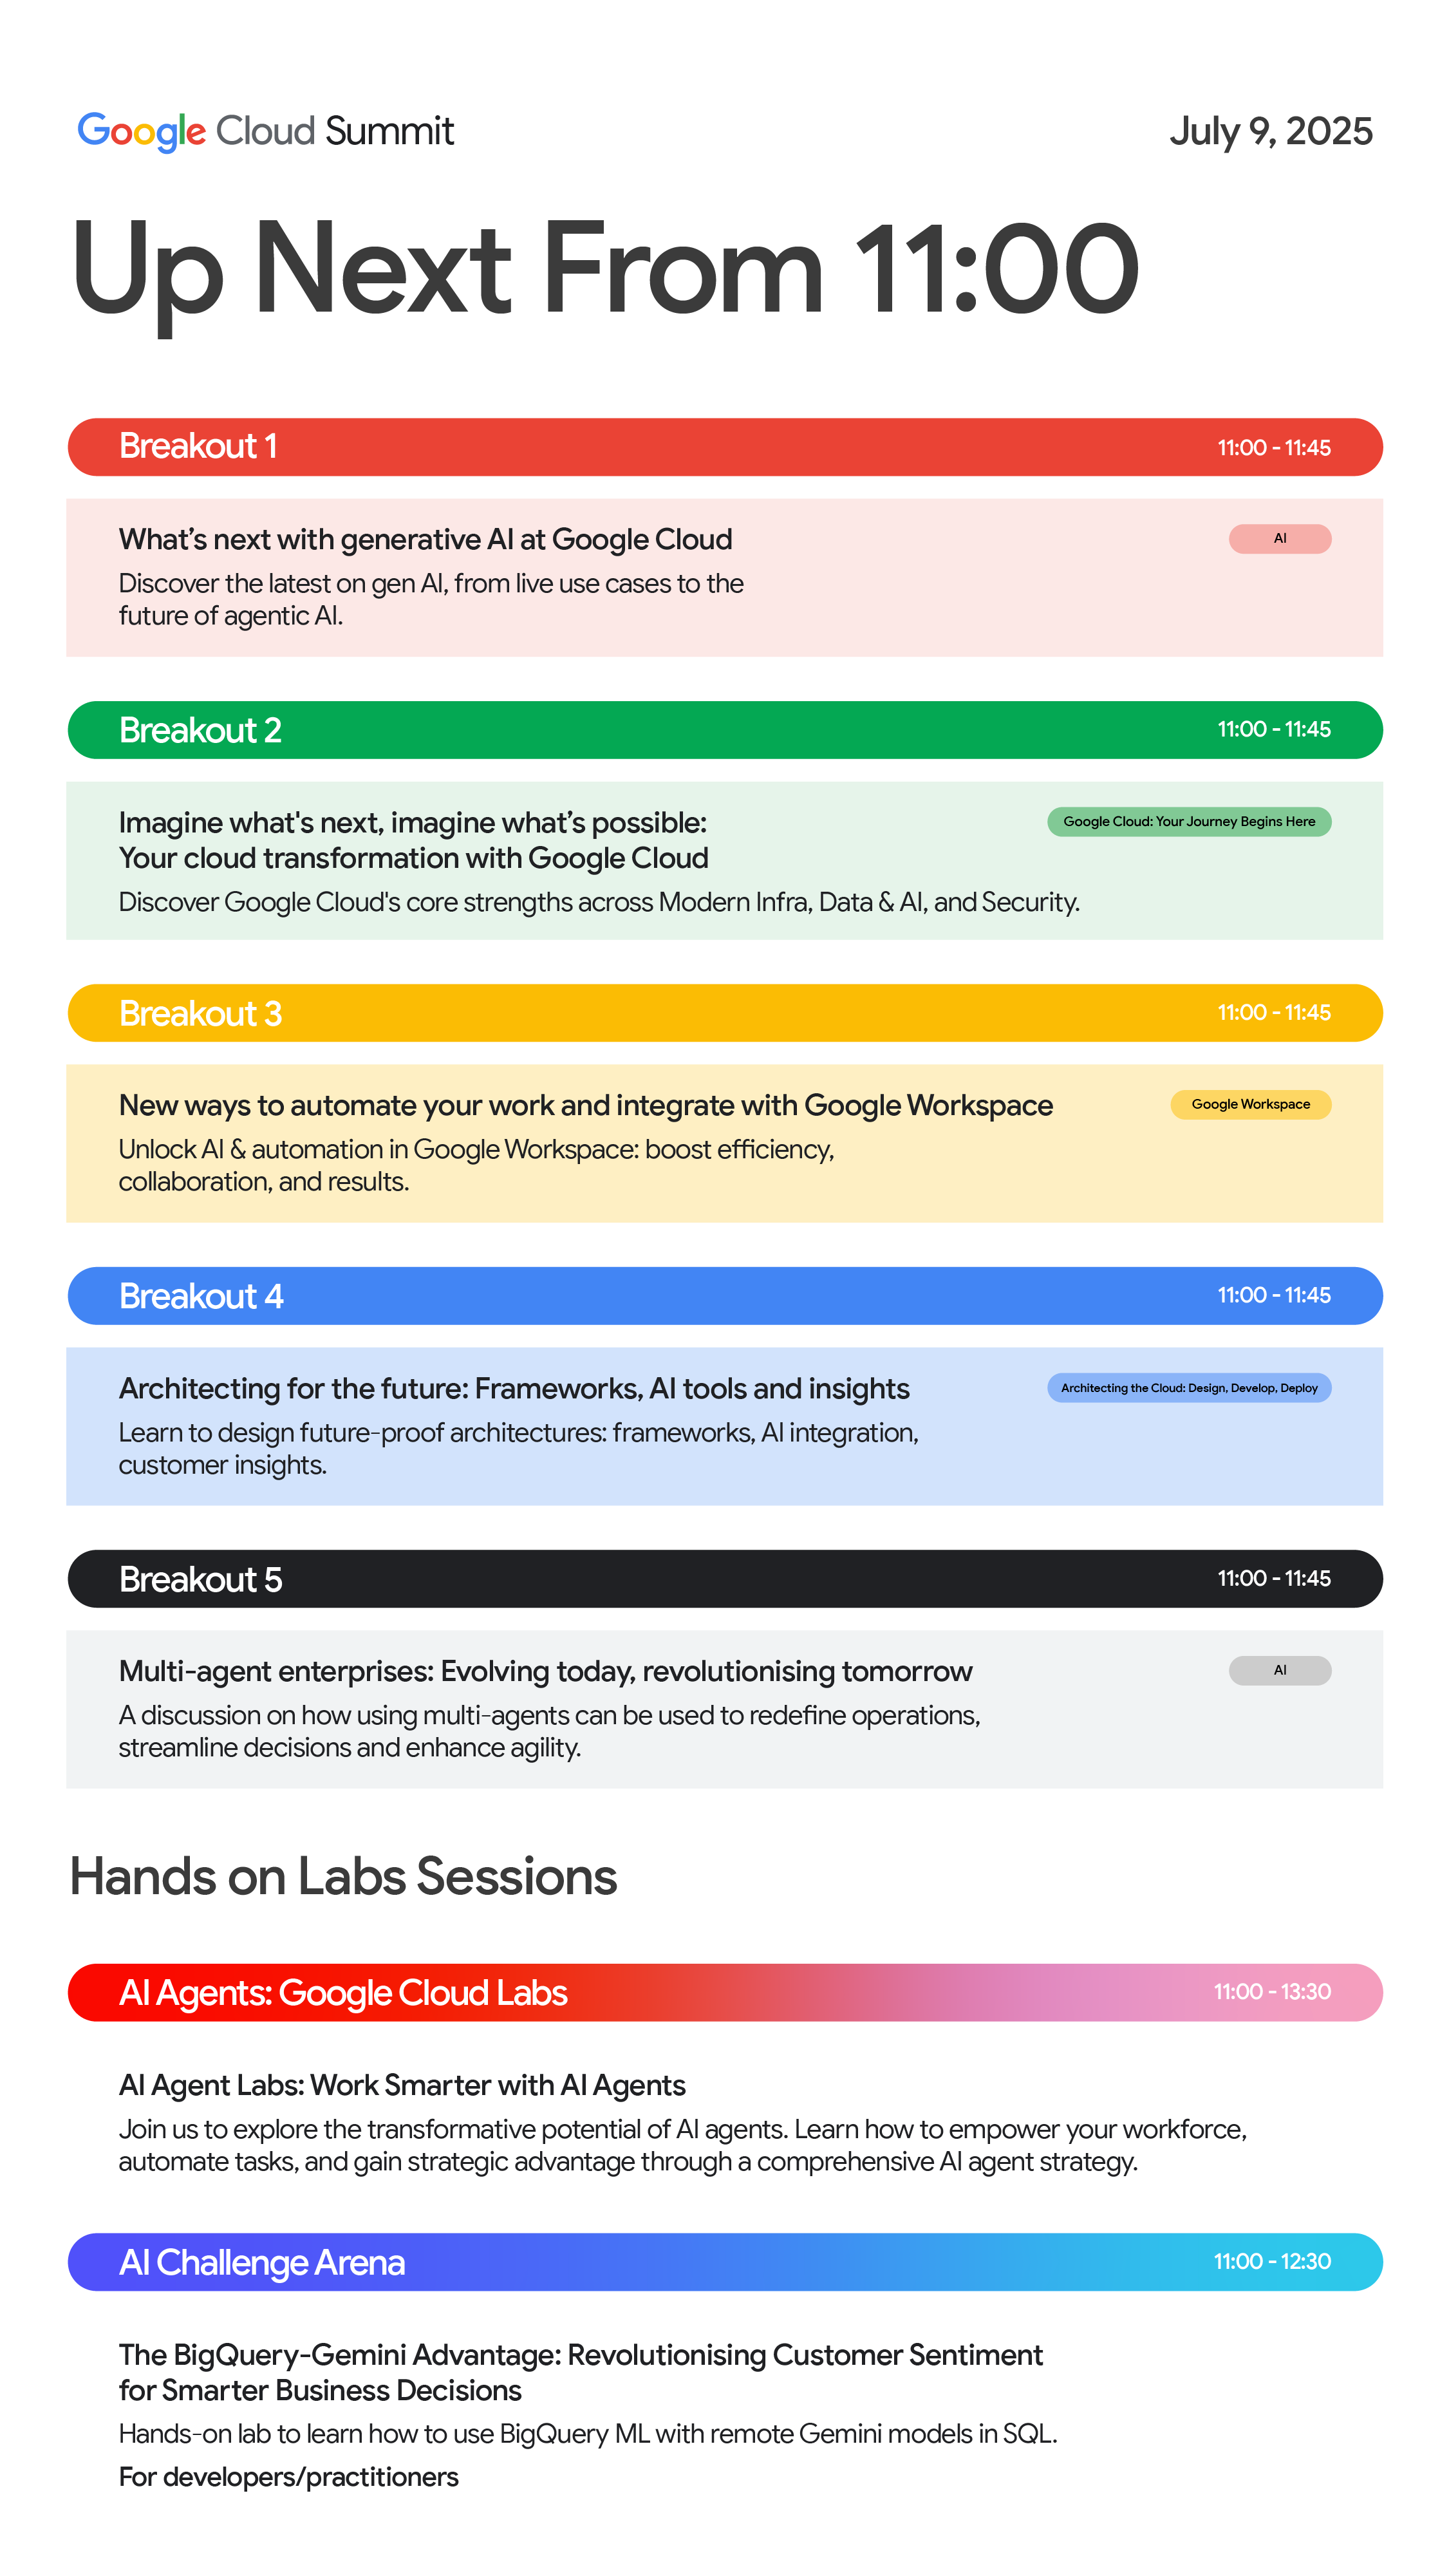 Google Cloud Summit
July 9, 2025
Up Next From 11:00
Breakout 1
11:00 - 11:45
What’s next with generative AI at Google Cloud
AI
Discover the latest on gen AI, from live use cases to the
future of agentic AI.
Breakout 2
11:00 - 11:45
Imagine what's next, imagine what’s possible:
Google Cloud: Your Journey Begins Here
Your cloud transformation with Google Cloud
Discover Google Cloud's core strengths across Modern Infra, Data & AI, and Security.
Breakout 3
11:00 - 11:45
New ways to automate your work and integrate with Google Workspace
Google Workspace
Unlock AI & automation in Google Workspace: boost efficiency,
collaboration, and results.
Breakout 4
11:00 - 11:45
Architecting for the future: Frameworks, AI tools and insights
Architecting the Cloud: Design, Develop, Deploy
Learn to design future-proof architectures: frameworks, AI integration,
customer insights.
Breakout 5
11:00 - 11:45
Multi-agent enterprises: Evolving today, revolutionising tomorrow
AI
A discussion on how using multi-agents can be used to redefine operations,
streamline decisions and enhance agility.
Hands on Labs Sessions
AI Agents: Google Cloud Labs
11:00 - 13:30
AI Agent Labs: Work Smarter with AI Agents
Join us to explore the transformative potential of AI agents. Learn how to empower your workforce,
automate tasks, and gain strategic advantage through a comprehensive AI agent strategy.
AI Challenge Arena
11:00 - 12:30
The BigQuery-Gemini Advantage: Revolutionising Customer Sentiment
for Smarter Business Decisions
Hands-on lab to learn how to use BigQuery ML with remote Gemini models in SQL.
For developers/practitioners